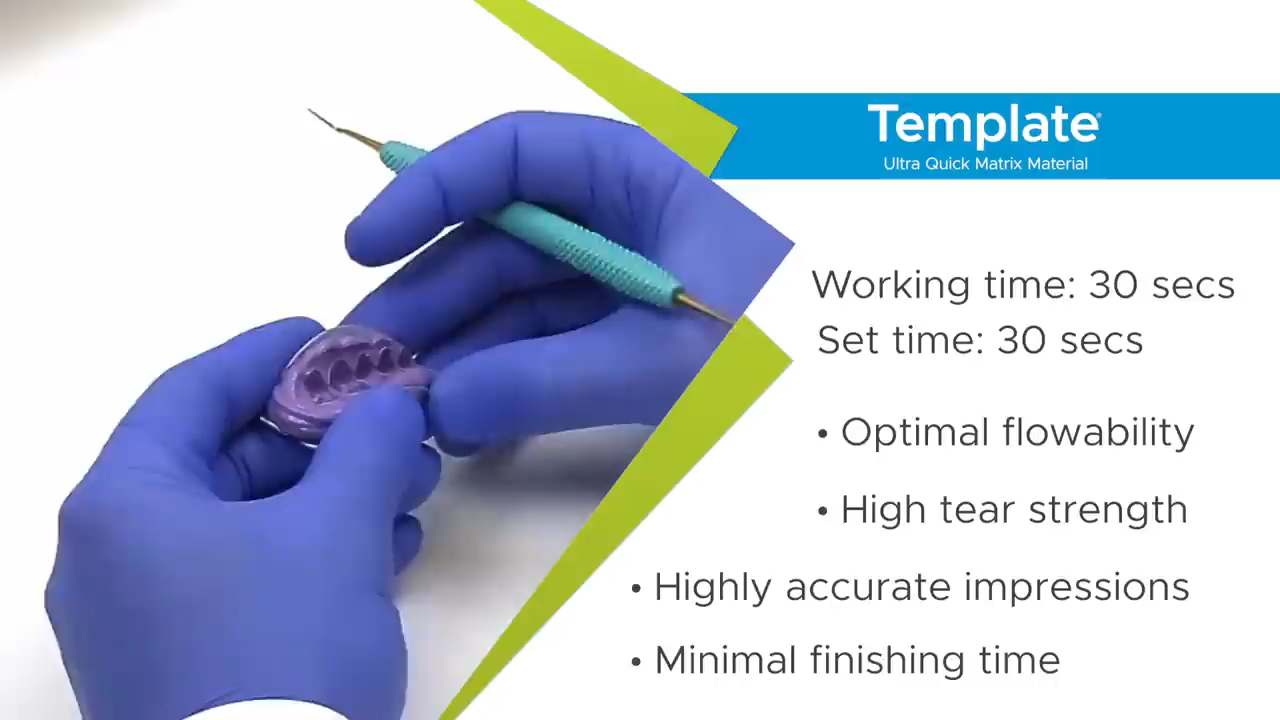 Template®
Ultra Quick Matrix Material
Working time: 30 secs
Set time: 30 secs
• Optimal flowability
• High tear strength
• Highly accurate impressions
• Minimal finishing time